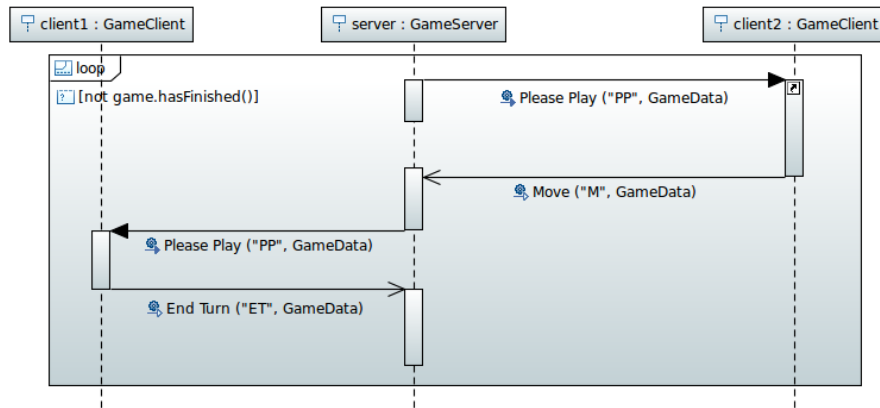 client1 : GameClient
server : GameServer
client2 : GameClient
loop
[not game.hasFinished()]
Please Play ("PP", GameData)
Move ("M", GameData)
Please Play ("PP", GameData)
End Turn ("ET", GameData)